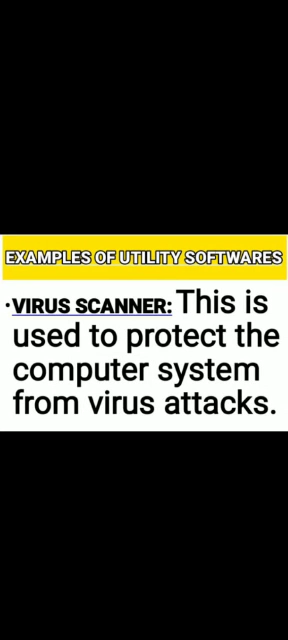 EXAMPLES OF UTILITY SOFTWARES
·VIRUS SCANNER: This is
used to protect the
computer system
from virus attacks.